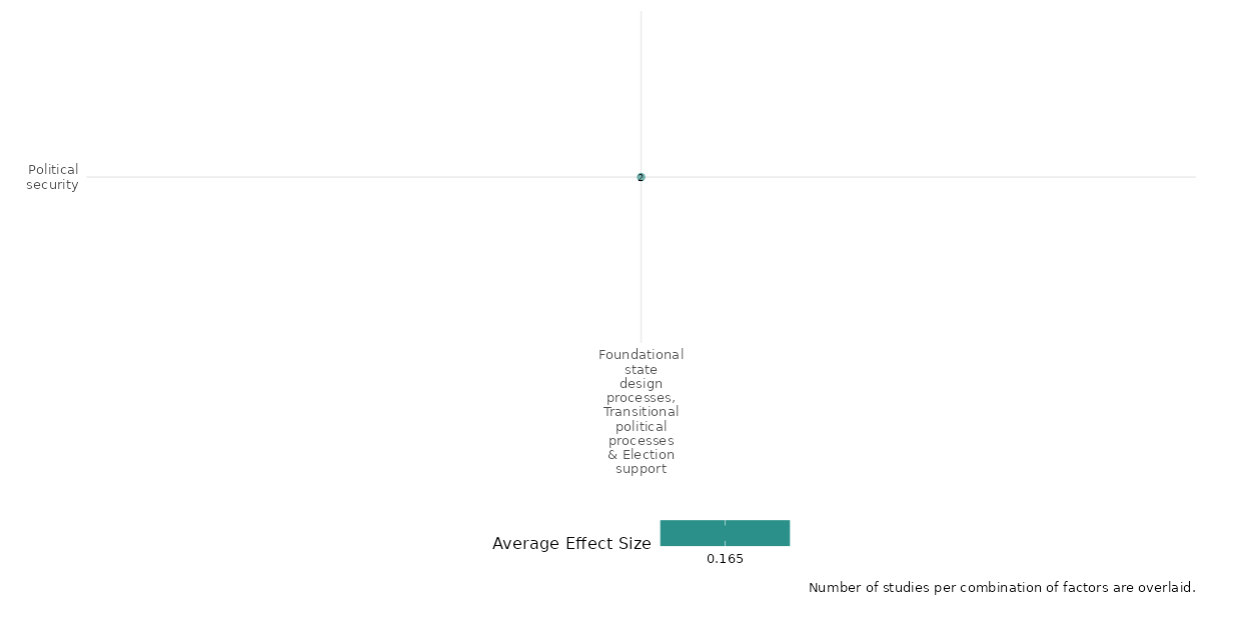 Political
security
2
Foundational
state
design
processes,
Transitional
political
processes
& Election
support
Average Effect Size
0.165
Number of studies per combination of factors are overlaid.